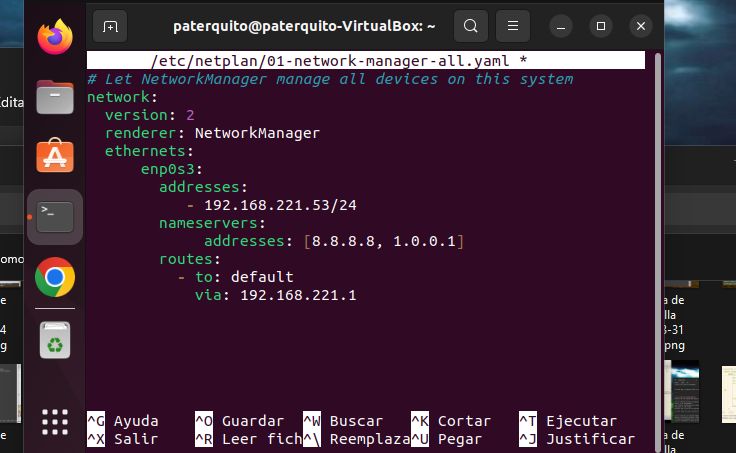 paterquito@paterquito-VirtualBox: ~
/etc/netplan/01-network-manager-all.yaml *
# Let NetworkManager manage all devices on this system
network:
  version: 2
  renderer: NetworkManager
  ethernets:
      enp0s3:
        addresses:
           - 192.168.221.53/24
        nameservers:
             addresses: [8.8.8.8, 1.0.0.1]
        routes:
          - to: default
            via: 192.168.221.1
^G Ayuda ^O Guardar ^W Buscar ^K Cortar ^T Ejecutar
^X Salir ^R Leer fich^\ Reemplaza^U Pegar ^J Justificar
Edita
omo
e
4
g
e
a de
lla
3-31
png
a de